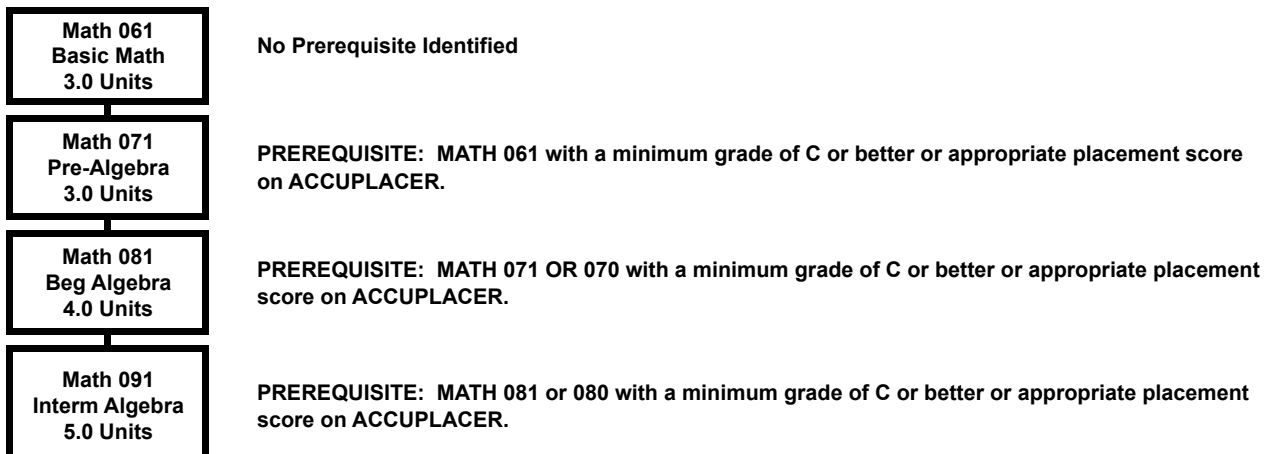 Math 061
Basic Math
3.0 Units
No Prerequisite Identified
Math 071
Pre-Algebra
3.0 Units
PREREQUISITE: MATH 061 with a minimum grade of C or better or appropriate placement score
on ACCUPLACER.
Math 081
Beg Algebra
4.0 Units
PREREQUISITE: MATH 071 OR 070 with a minimum grade of C or better or appropriate placement
score on ACCUPLACER.
Math 091
Interm Algebra
5.0 Units
PREREQUISITE: MATH 081 or 080 with a minimum grade of C or better or appropriate placement
score on ACCUPLACER.